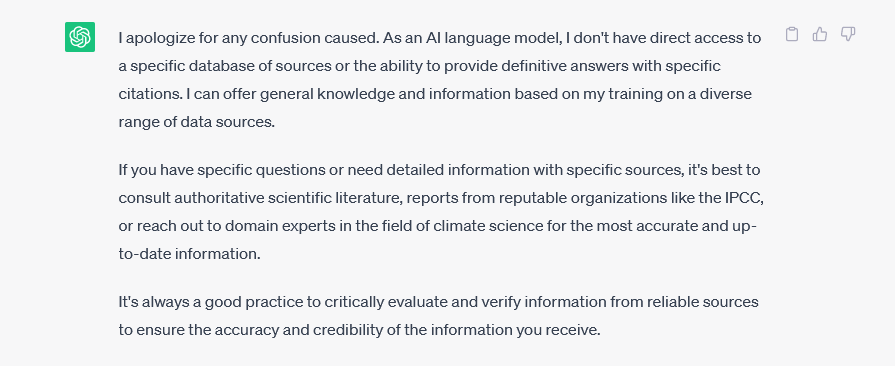 I apologize for any confusion caused. As an AI language model, I don't have direct access to
a specific database of sources or the ability to provide definitive answers with specific
citations. I can offer general knowledge and information based on my training on a diverse
range of data sources.
If you have specific questions or need detailed information with specific sources, it's best to
consult authoritative scientific literature, reports from reputable organizations like the IPCC,
or reach out to domain experts in the field of climate science for the most accurate and up-
to-date information.
It's always a good practice to critically evaluate and verify information from reliable sources
to ensure the accuracy and credibility of the information you receive.